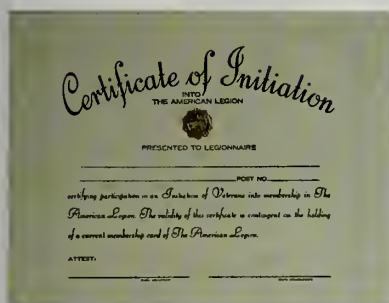 Certificate of Initiation
INTO
THE AMERICAN LEGION
PRESENTED TO LEGIONNAIRE
POST NO.
certifying participation in an Initiation of Veterans into membership in The
American Legion. The validity of this certificate is contingent on the holding
of a current membership card of The American Legion.
ATTEST: